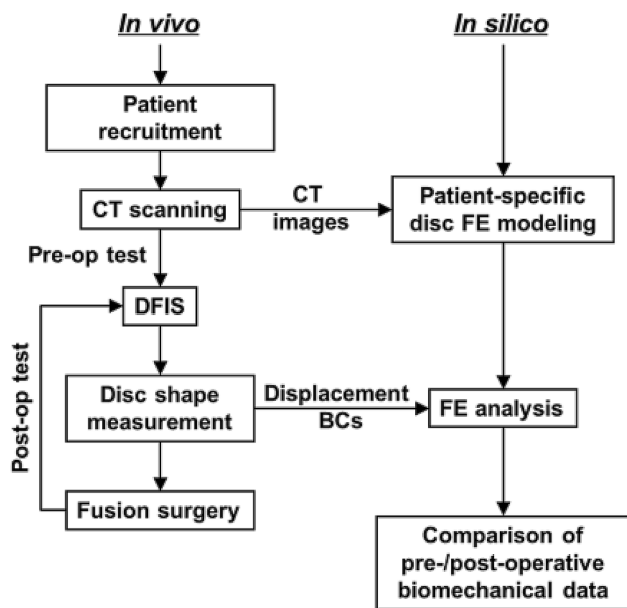 In vivo
In silico
Patient
recruitment
CT scanning
CT
images
Patient-specific
disc FE modeling
Pre-op test
DFIS
Post-op test
Disc shape
measurement
Displacement
BCs
FE analysis
Fusion surgery
Comparison of
pre-/post-operative
biomechanical data